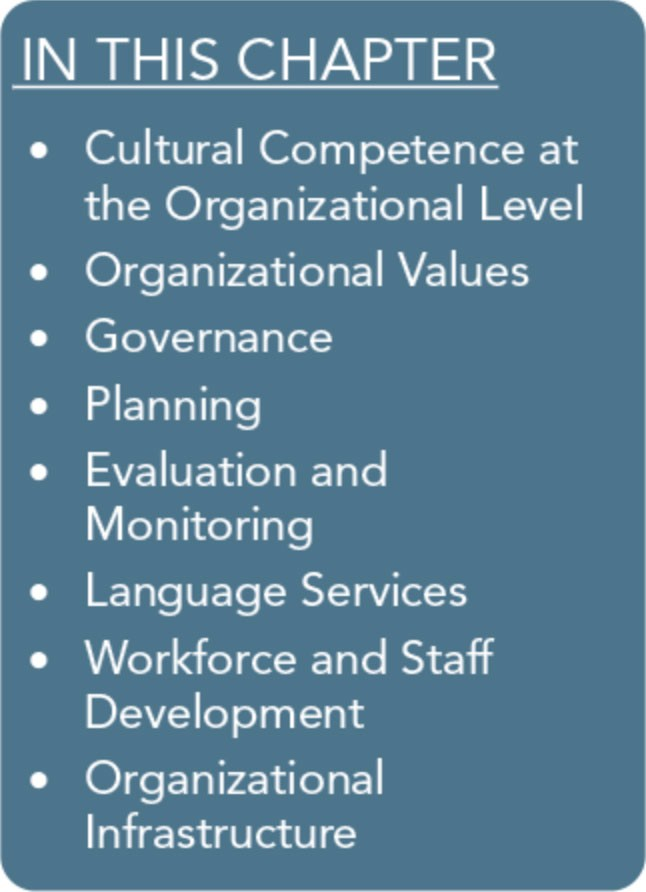 IN THIS CHAPTER
• Cultural Competence at
the Organizational Level
• Organizational Values
• Governance
• Planning
• Evaluation and
Monitoring
• Language Services
• Workforce and Staff
Development
• Organizational
Infrastructure